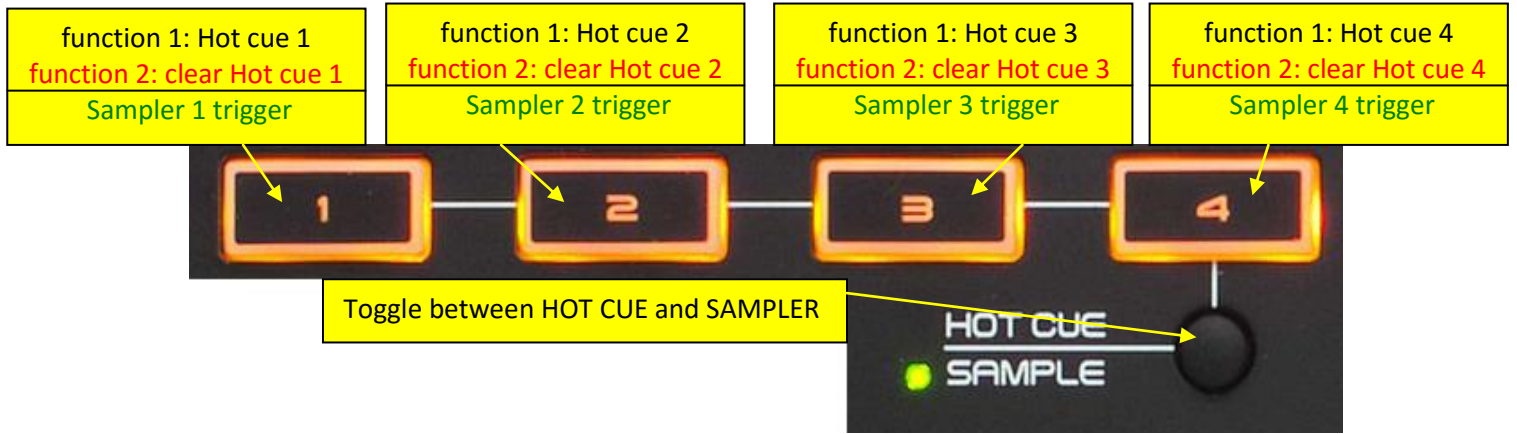 function 1: Hot cue 1
function 2: clear Hot cue 1
Sampler 1 trigger
function 1: Hot cue 2
function 2: clear Hot cue 2
Sampler 2 trigger
function 1: Hot cue 3
function 2: clear Hot cue 3
Sampler 3 trigger
function 1: Hot cue 4
function 2: clear Hot cue 4
Sampler 4 trigger
1
2
3
4
Toggle between HOT CUE and SAMPLER
HOT CUE
SAMPLE